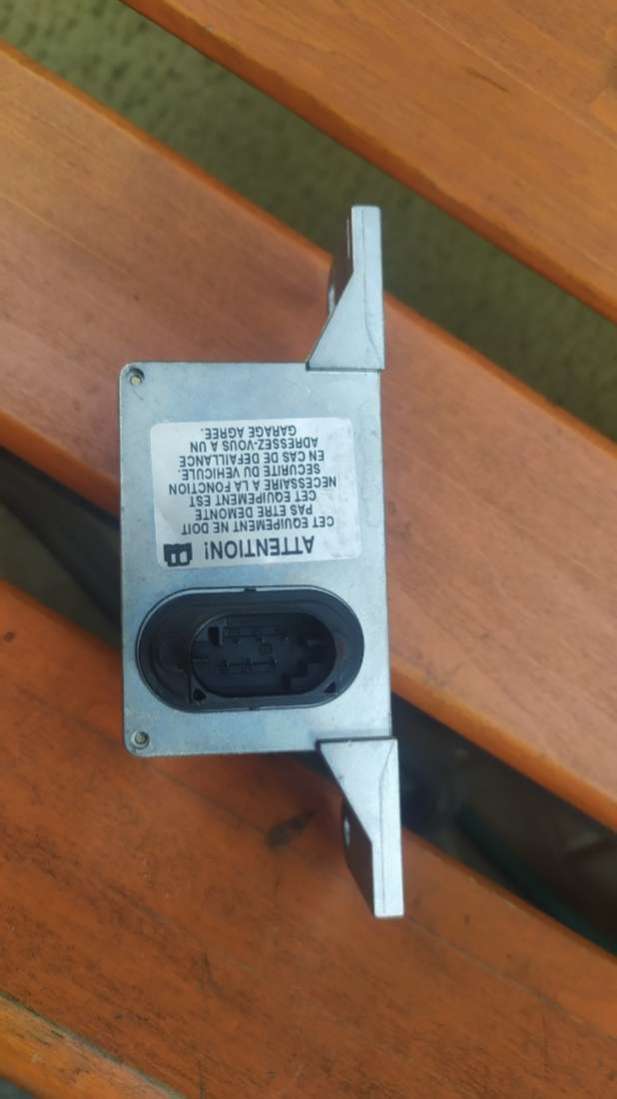 ATTENTION!
CET EQUIPEMENT NE DOIT
PAS ETRE DEMONTE
CET EQUIPEMENT EST
NECESSAIRE A LA FONCTION
SECURITE DU VEHICULE.
EN CAS DE DEFAILLANCE
ADRESSEZ-VOUS A UN
GARAGE AGREE.